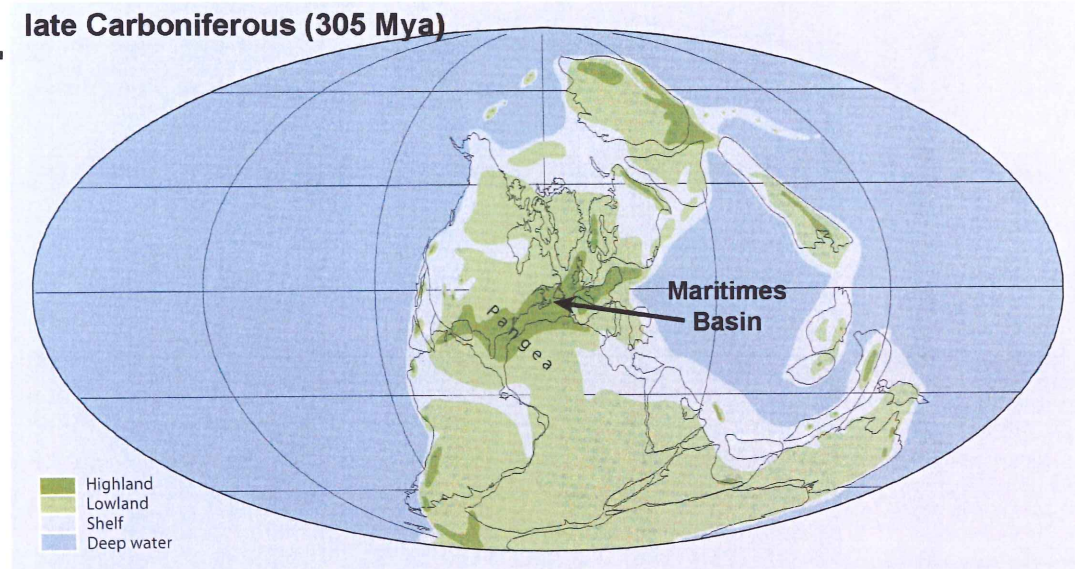 late Carboniferous (305 Mya)
Maritimes
Basin
Pangea
Highland
Lowland
Shelf
Deep water